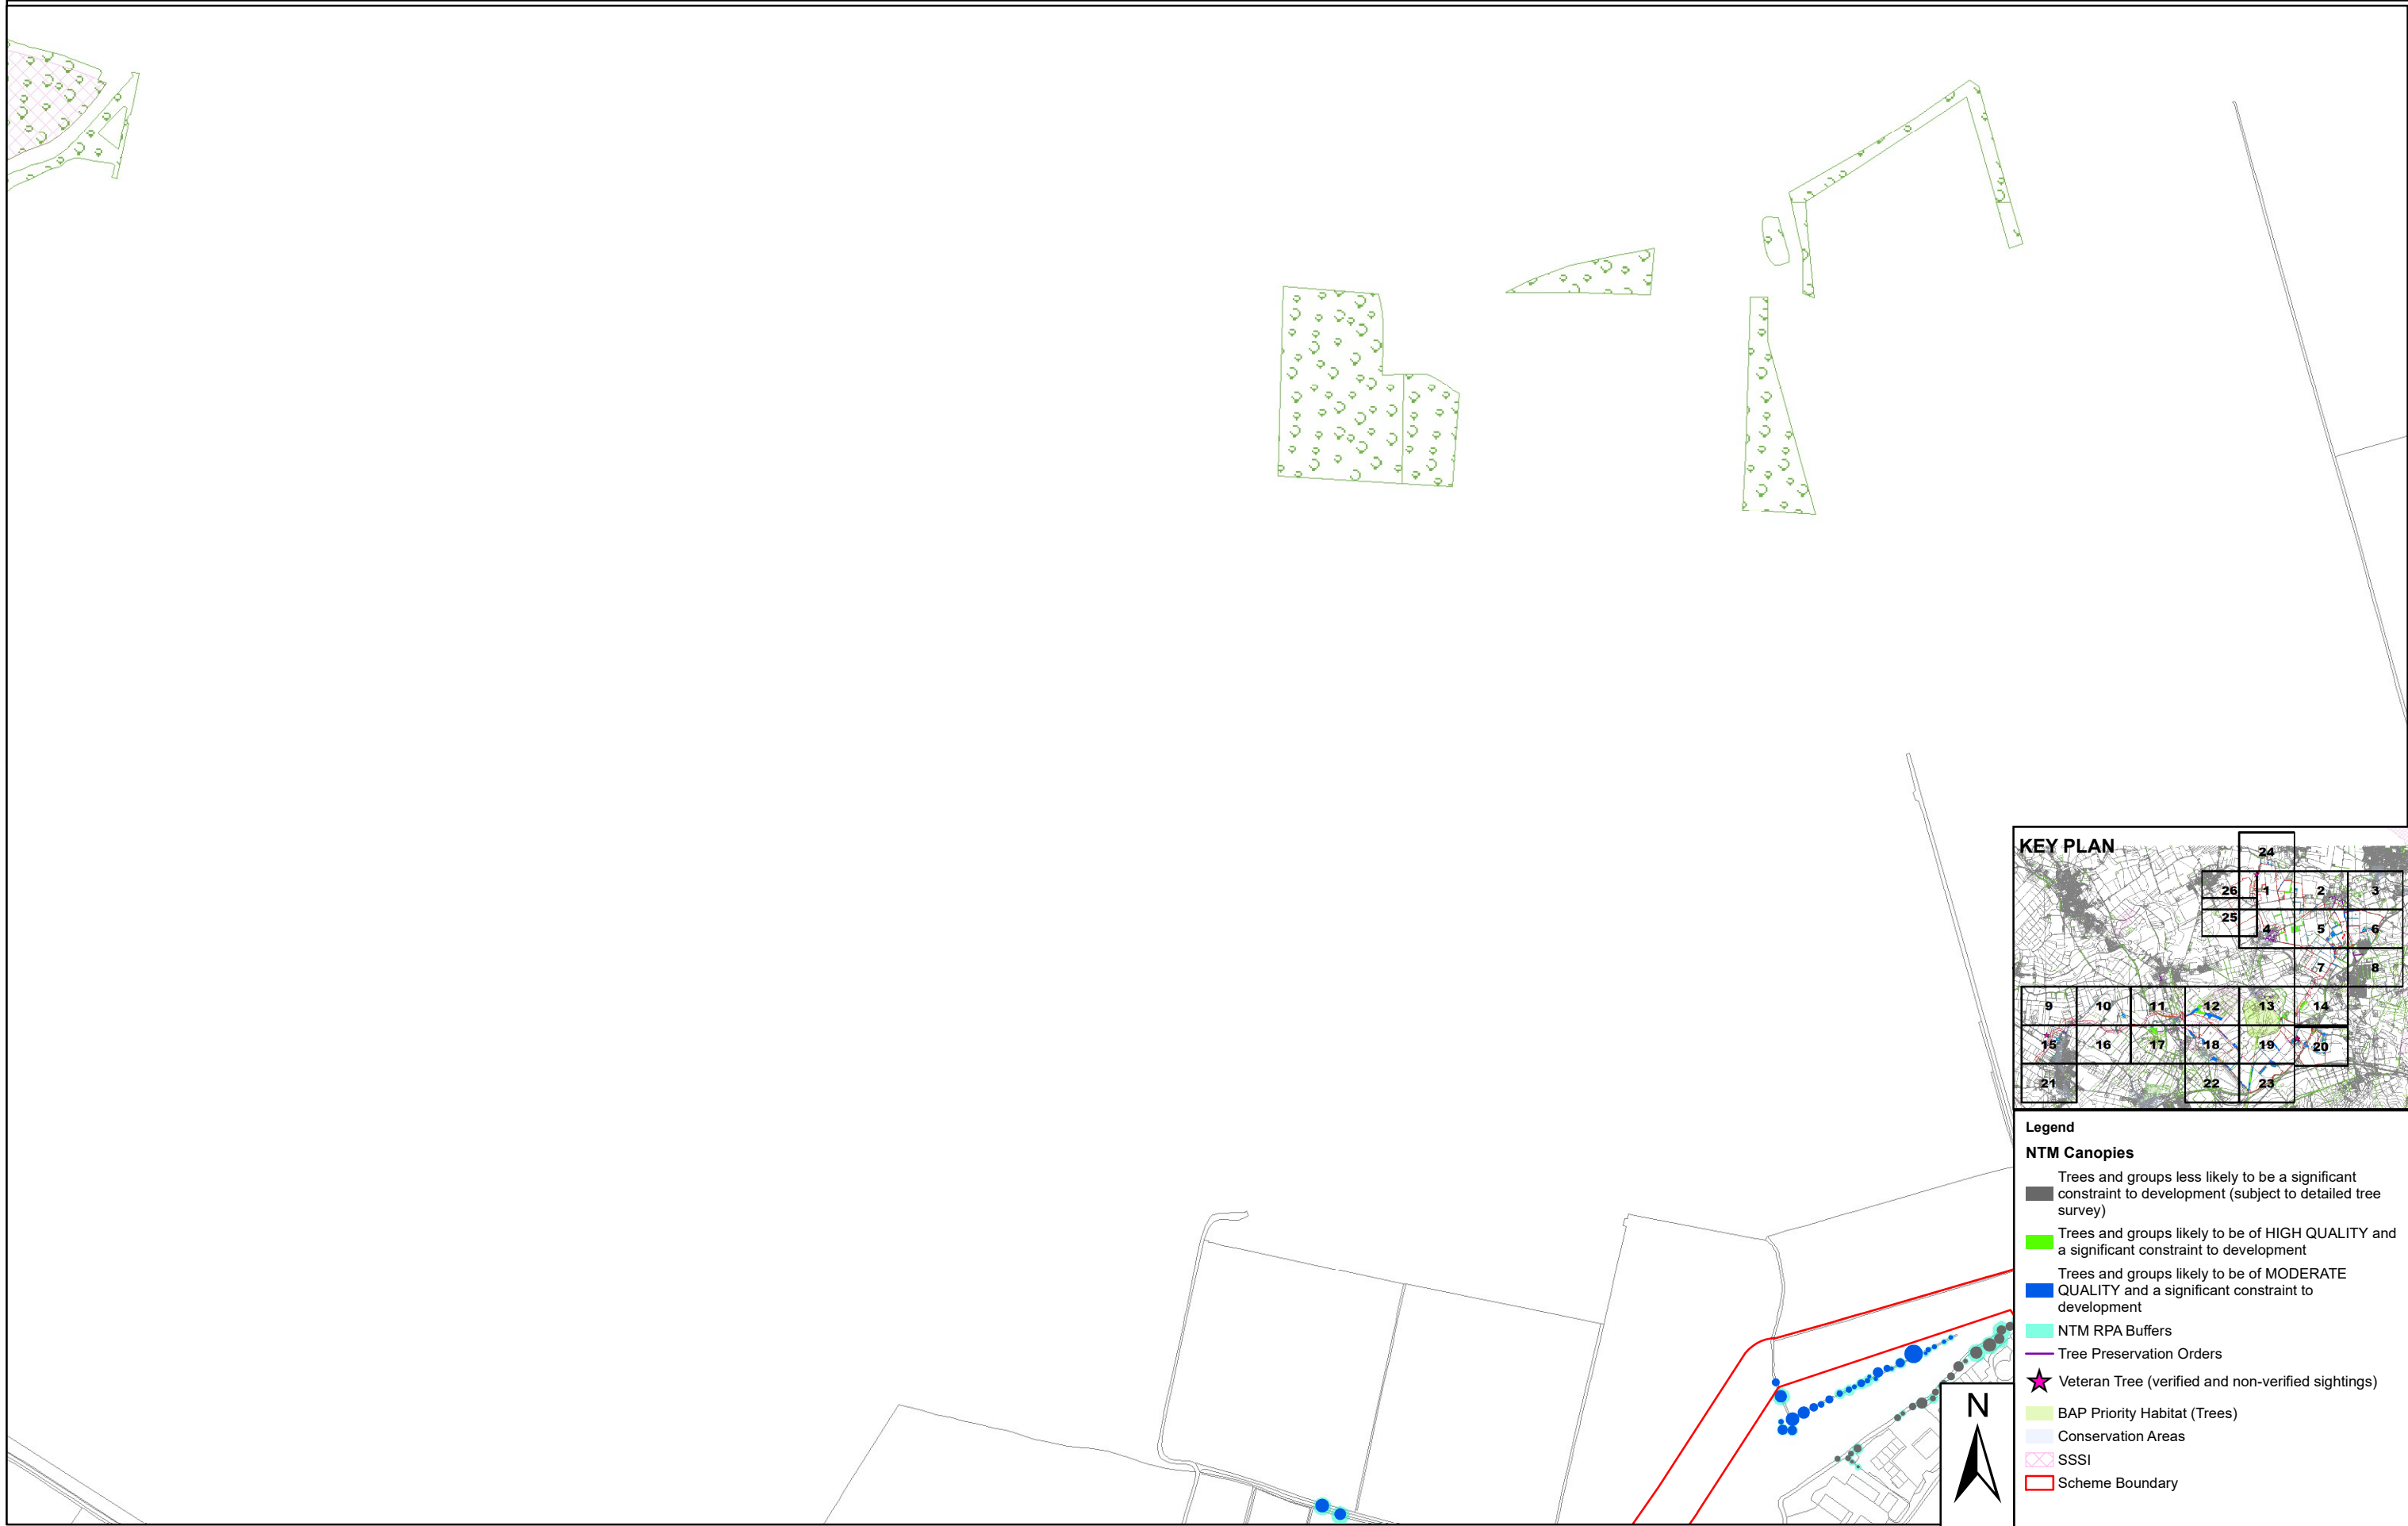 KEY PLAN
24
26 1 2 3
25 4 5 6
7 8
9 10 11 12 13 14
15 16 17 18 19 20
21 22 23
Legend
NTM Canopies
Trees and groups less likely to be a significant
constraint to development (subject to detailed tree
survey)
Trees and groups likely to be of HIGH QUALITY and
a significant constraint to development
Trees and groups likely to be of MODERATE
QUALITY and a significant constraint to
development
NTM RPA Buffers
Tree Preservation Orders
Veteran Tree (verified and non-verified sightings)
BAP Priority Habitat (Trees)
Conservation Areas
SSSI
Scheme Boundary
N